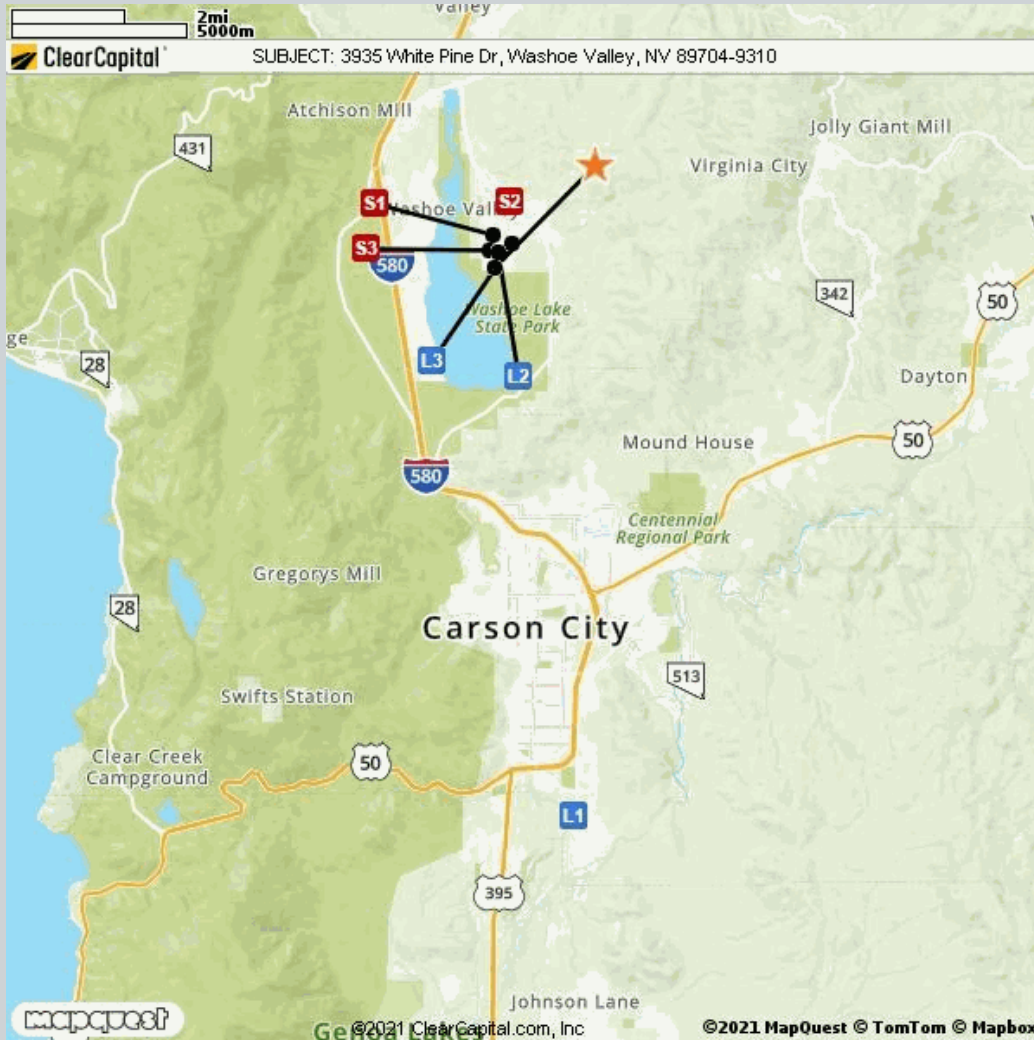 Valley
2mi
5000m
ClearCapital
SUBJECT: 3935 White Pine Dr, Washoe Valley, NV 89704-9310
Atchison Mill
Jolly Giant Mill
431
Virginia City
S1
S2
S3
580
342
50
Washoe Lake
State Park
28
L3
L2
Dayton
50
Mound House
580
Centennial
Regional Park
Gregorys Mill
28
Carson City
513
Swifts Station
Clear Creek
Campground
50
L1
395
Johnson Lane
mapquest
©2021 ClearCapital.com, Inc
©2021 MapQuest © TomTom © Mapbox